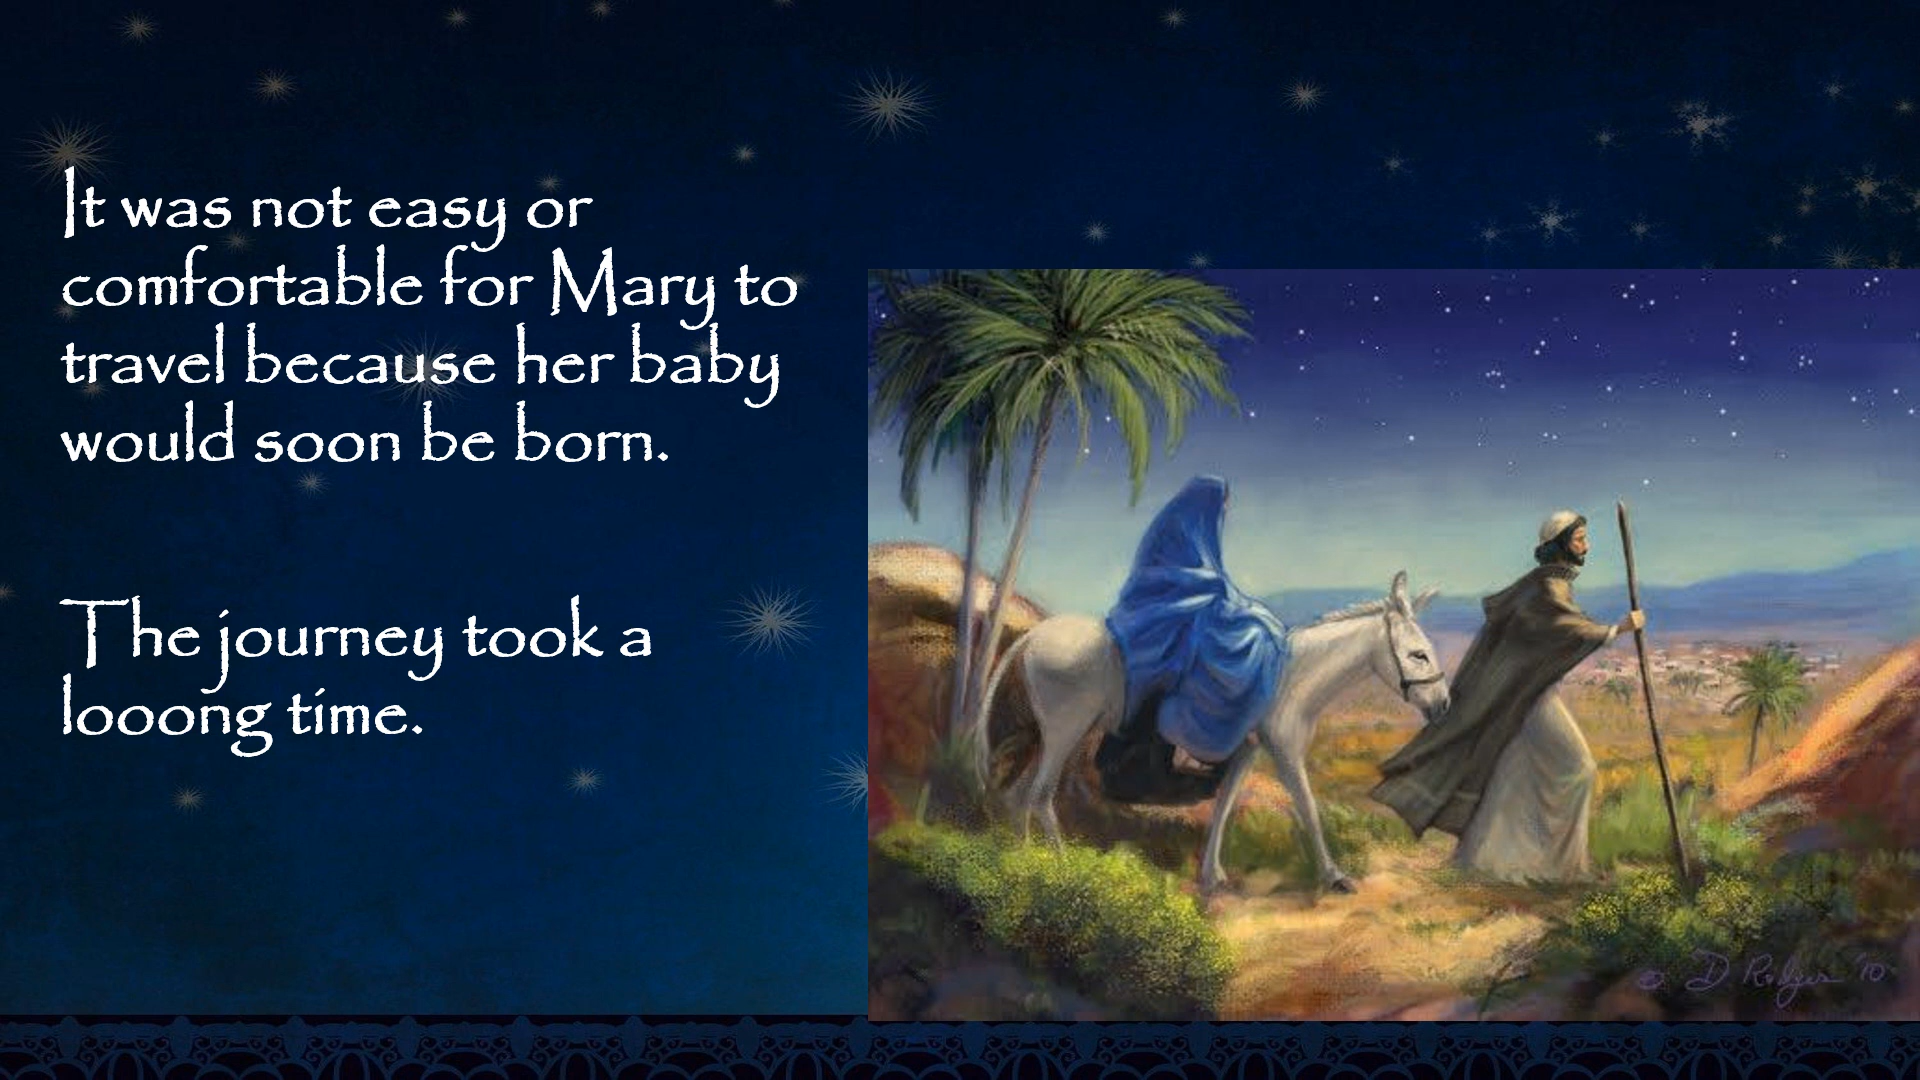 It was not easy or
comfortable for Mary to
travel because her baby
would soon be born.
The journey took a
looong time.